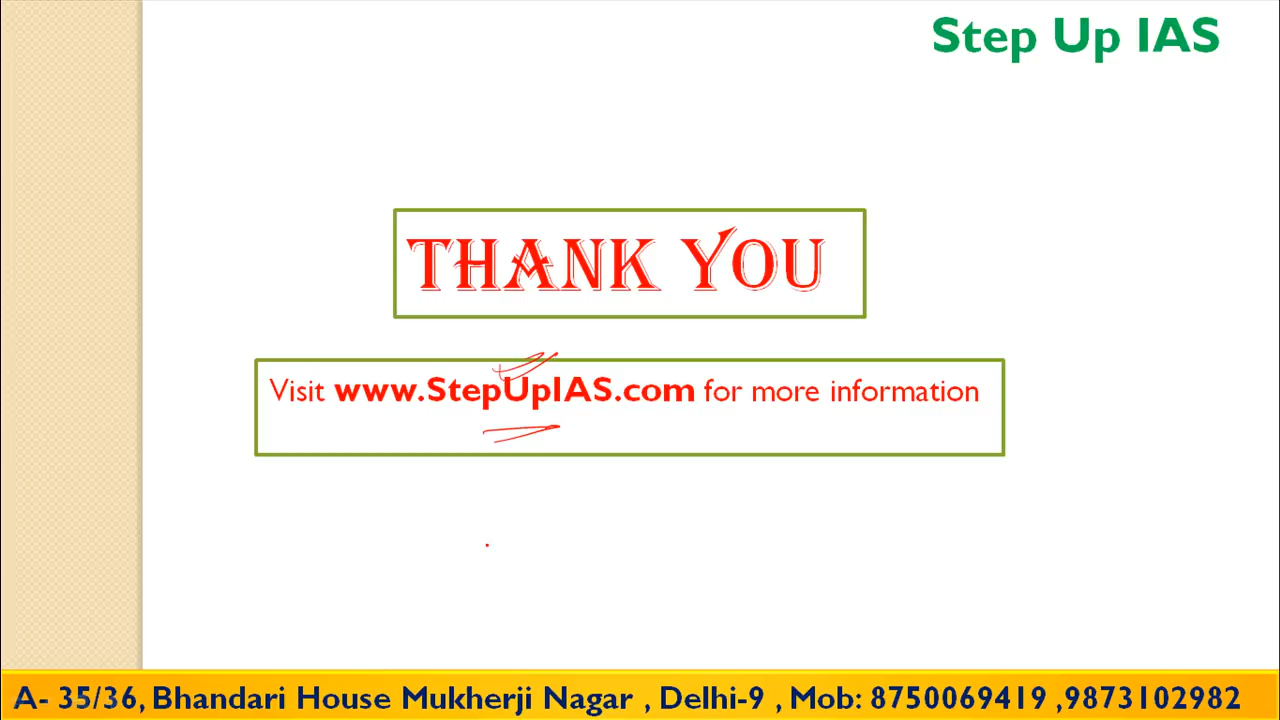 Step Up IAS
THANK YOU
Visit www.StepUpIAS.com for more information
A- 35/36, Bhandari House Mukherji Nagar , Delhi-9 , Mob: 8750069419 ,9873102982